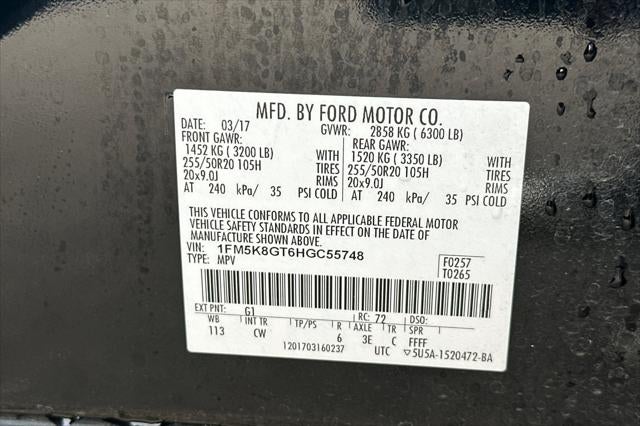 MFD. BY FORD MOTOR CO.
DATE: 03/17 GVWR: 2858 KG ( 6300 LB)
FRONT GAWR: REAR GAWR:
1452 KG ( 3200 LB) WITH 1520 KG ( 3350 LB) WITH
255/50R20 105H TIRES 255/50R20 105H TIRES
20x9.0J RIMS 20x9.0J RIMS
AT 240 kPa/ 35 PSI COLD AT 240 kPa/ 35 PSI COLD
THIS VEHICLE CONFORMS TO ALL APPLICABLE FEDERAL MOTOR
VEHICLE SAFETY STANDARDS IN EFFECT ON THE DATE OF
MANUFACTURE SHOWN ABOVE.
VIN: 1FM5K8GT6HGC55748 F0257
TYPE: MPV T0265
EXT PNT: G1 RC: 72 DSO:
WB INT TR TP/PS R AXLE TR SPR
113 CW 6 3E C FFFF
1201703160237 UTC ▽5U5A-1520472-BA